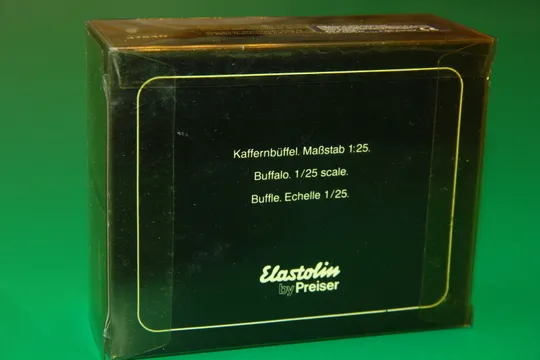 Kaffernbüffel. Maßstab 1:25.
Buffalo. 1/25 scale.
Buffle. Echelle 1/25.
Elastolin
by Preiser